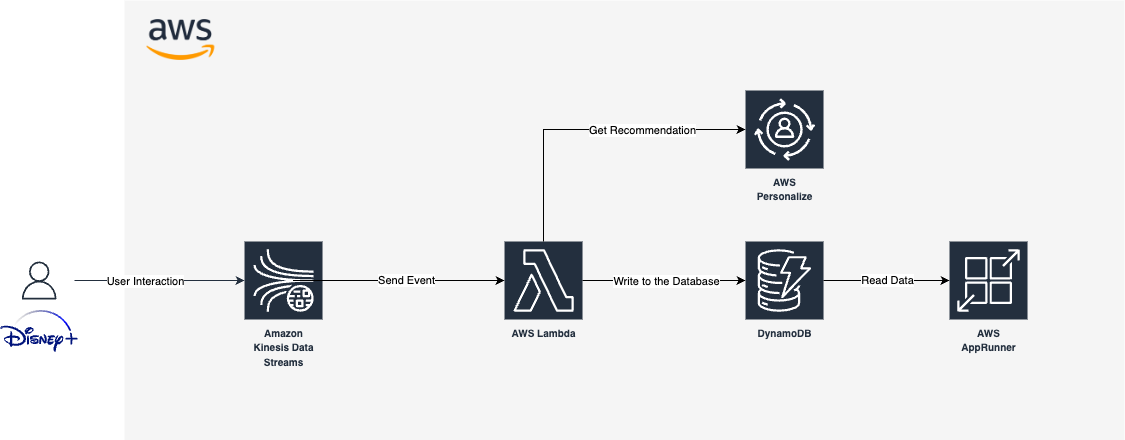 aws
Get Recommendation
AWS
Personalize
User Interaction
Send Event
Write to the Database
Read Data
Disney+
Amazon
Kinesis Data
Streams
AWS Lambda
DynamoDB
AWS
AppRunner